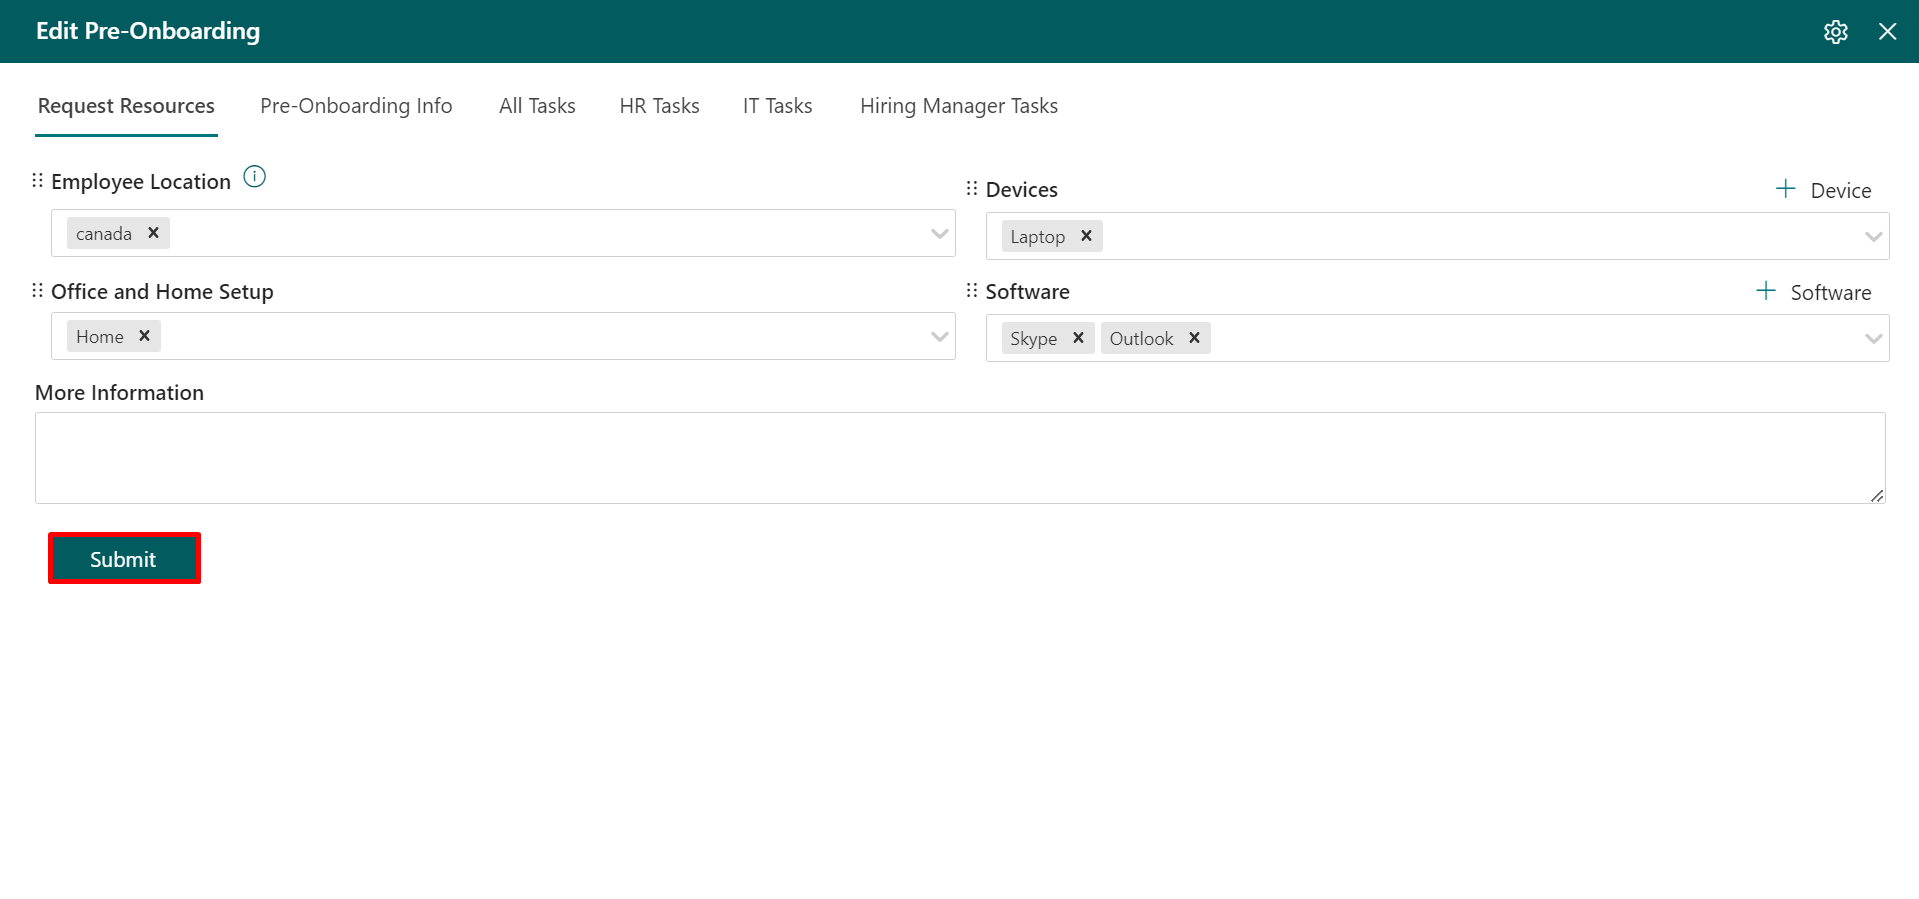 Edit Pre-Onboarding
Request Resources Pre-Onboarding Info All Tasks HR Tasks IT Tasks Hiring Manager Tasks
Employee Location
canada
Devices
Device
Laptop
Office and Home Setup
Home
Software
Software
Skype Outlook
More Information
Submit